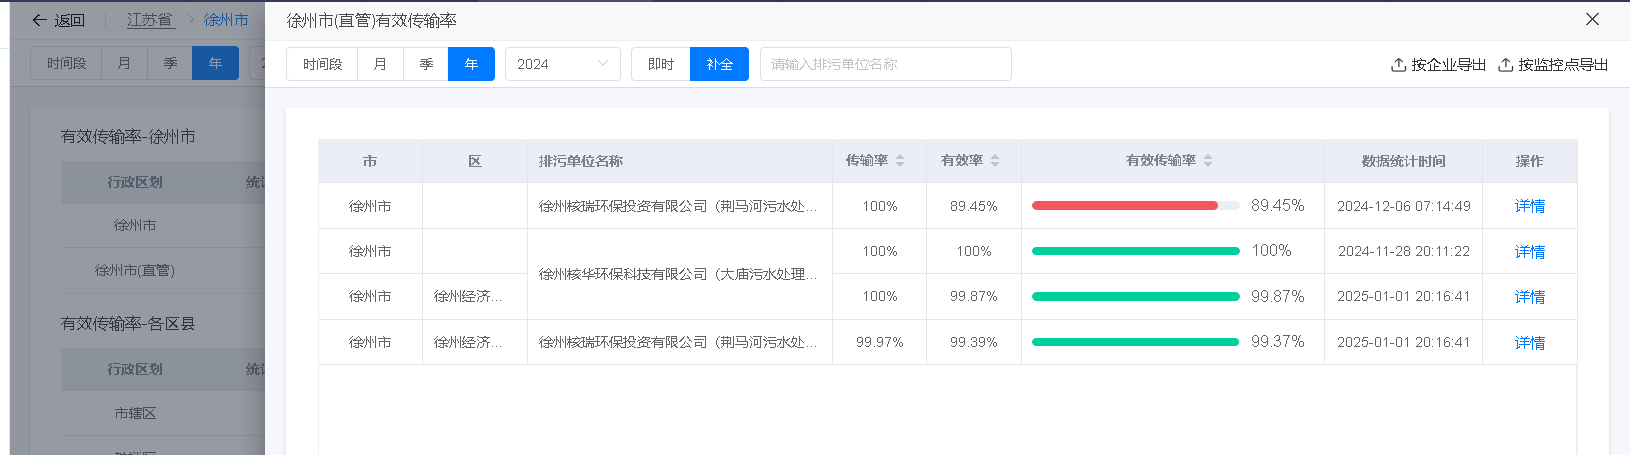 返回 江苏省 徐州市
时间段 月 季 年 2
有效传输率-徐州市
行政区划 统
徐州市
徐州市(直管)
有效传输率-各区县
行政区划 统
市辖区
徐州市(直管)有效传输率
时间段 月 季 年 2024 即时 补全 请输入排污单位名称 按企业导出 按监控点导出
市 区 排污单位名称 传输率 有效率 有效传输率 数据统计时间 操作
徐州市 徐州核瑞环保投资有限公司（荆马河污水处... 100% 89.45% 89.45% 2024-12-06 07:14:49 详情
徐州市 100% 100% 100% 2024-11-28 20:11:22 详情
徐州核华环保科技有限公司（大庙污水处理...
徐州市 徐州经济... 100% 99.87% 99.87% 2025-01-01 20:16:41 详情
徐州市 徐州经济... 徐州核瑞环保投资有限公司（荆马河污水处... 99.97% 99.39% 99.37% 2025-01-01 20:16:41 详情